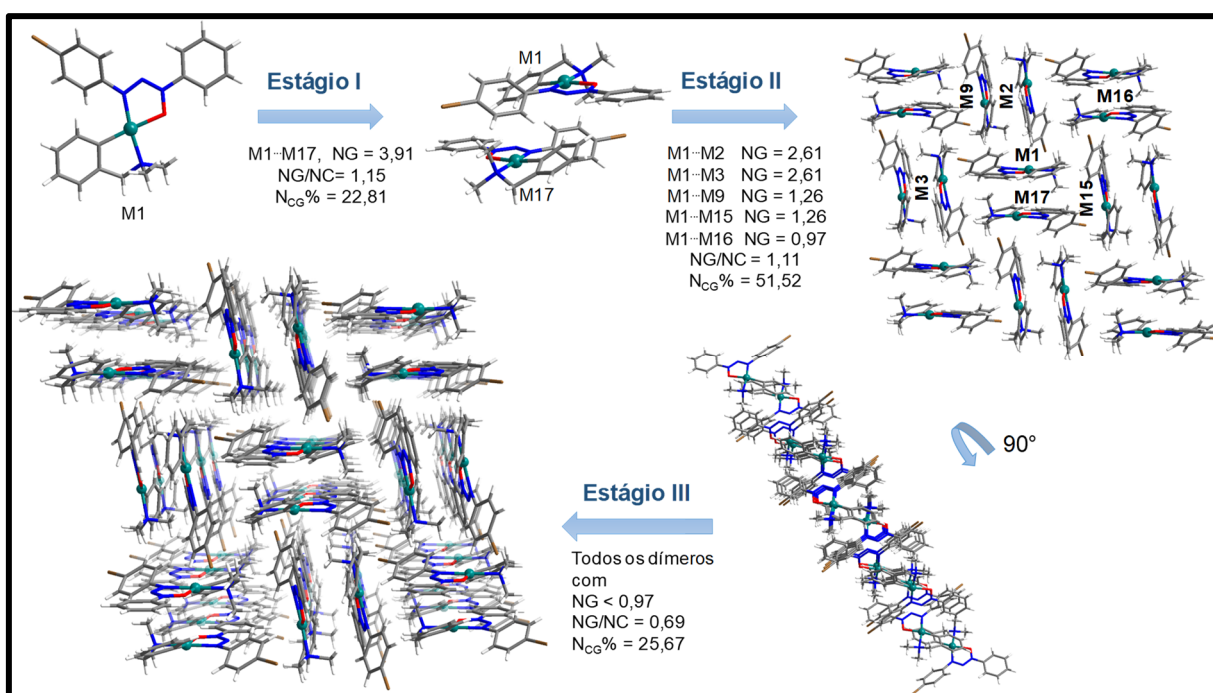 M1
Estágio I
M1···M17, NG = 3,91
NG/NC= 1,15
NCG% = 22,81
M1
M17
Estágio II
M1···M2 NG = 2,61
M1···M3 NG = 2,61
M1···M9 NG = 1,26
M1···M15 NG = 1,26
M1···M16 NG = 0,97
NG/NC = 1,11
NCG% = 51,52
M9
M2
M16
M1
M3
M17
M15
90°
Estágio III
Todos os dímeros
com
NG < 0,97
NG/NC = 0,69
NCG% = 25,67